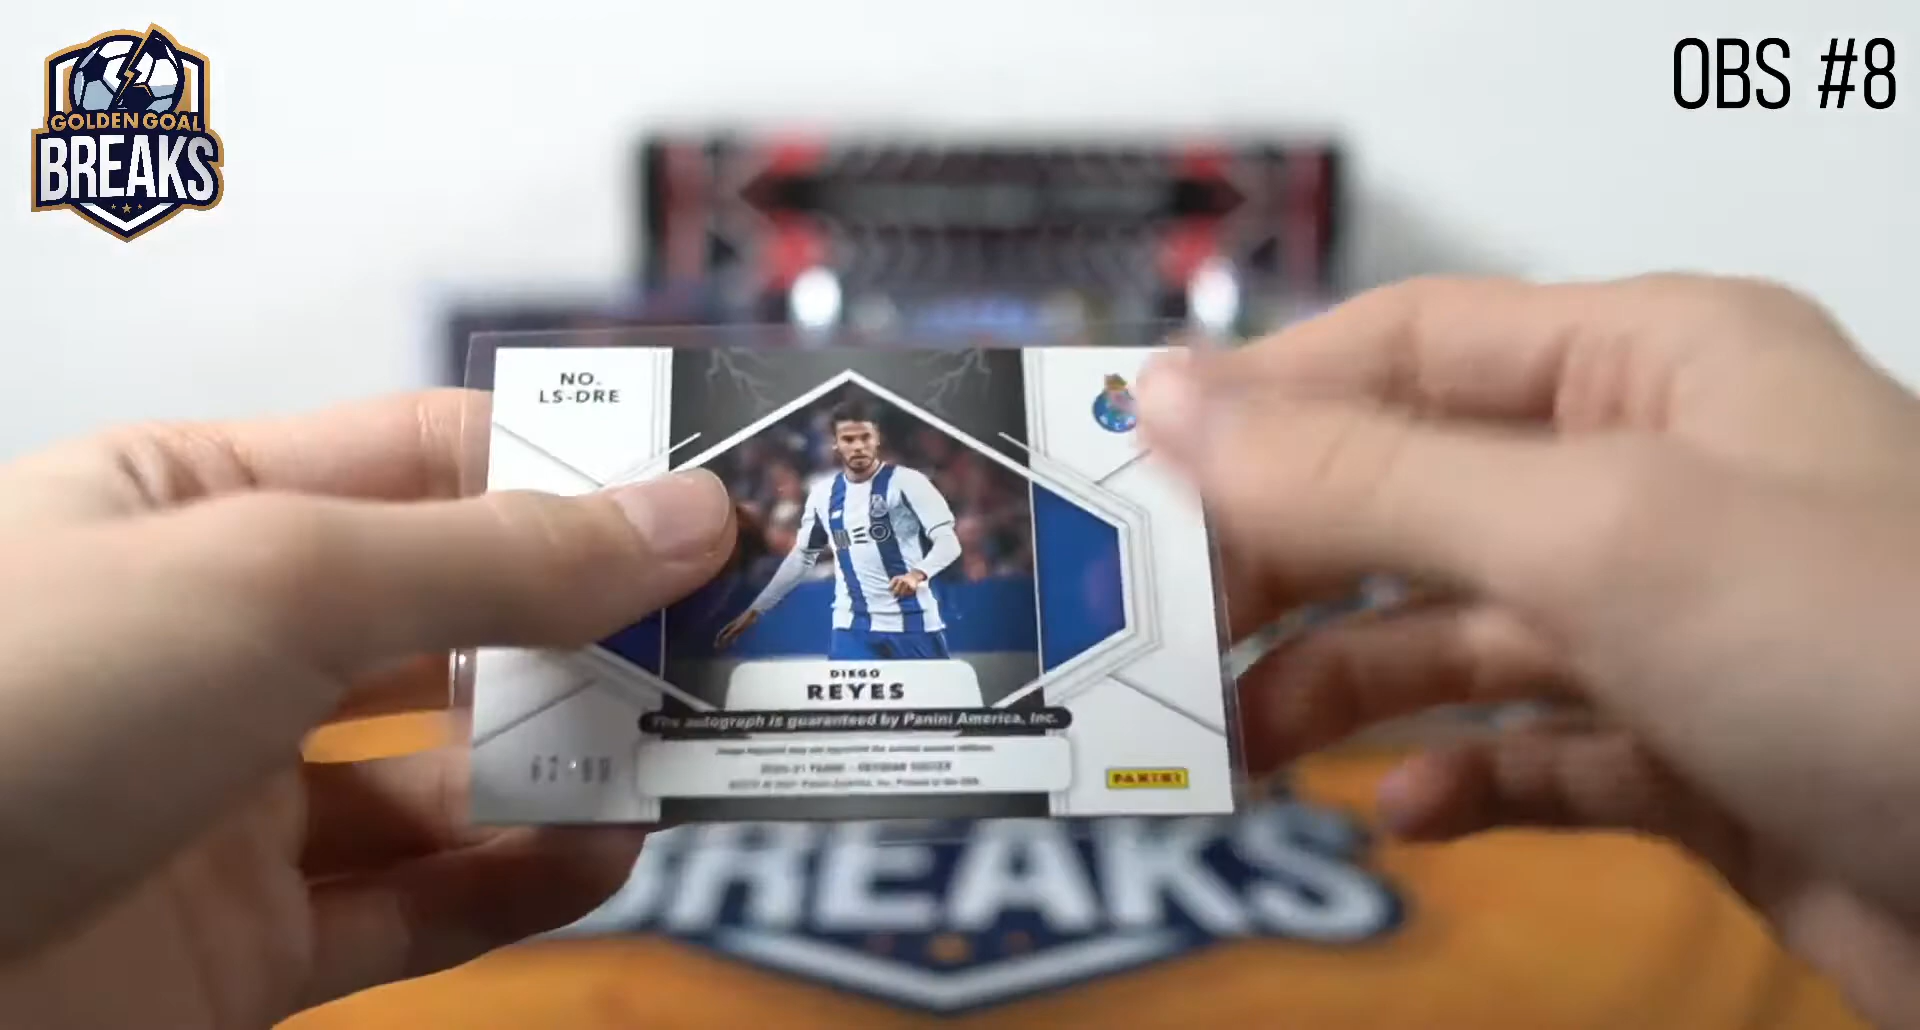 GOLDEN GOAL
BREAKS
OBS #8
NO.
LS-DRE
DIEGO
REYES
The autograph is guaranteed by Panini America, Inc.
PANINI
BREAKS